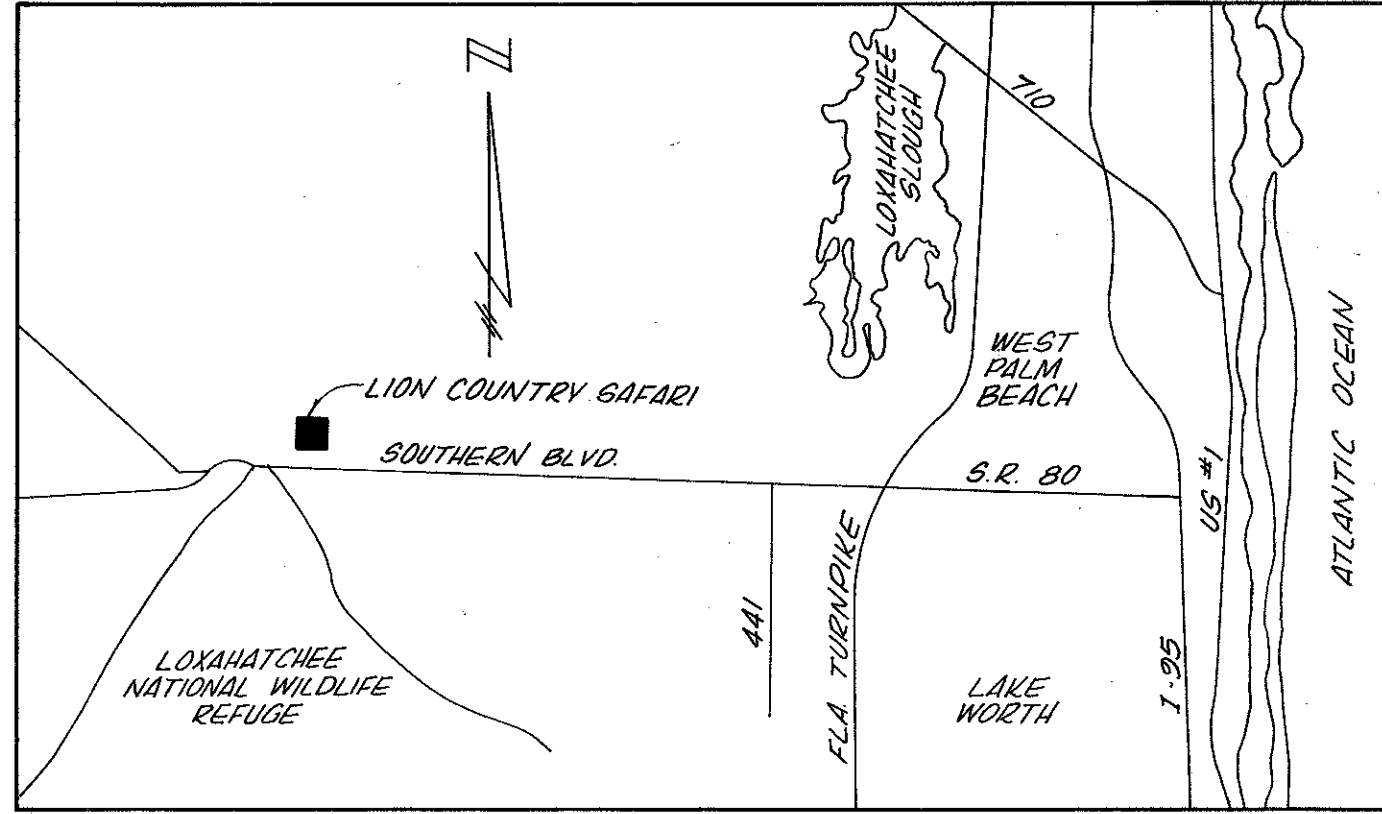 N
710
LOXAHATCHEE
SLOUGH
WEST
PALM
BEACH
ATLANTIC OCEAN
LION COUNTRY SAFARI
SOUTHERN BLVD.
S.R. 80
US #1
441
FLA. TURNPIKE
I-95
LOXAHATCHEE
NATIONAL WILDLIFE
REFUGE
LAKE
WORTH